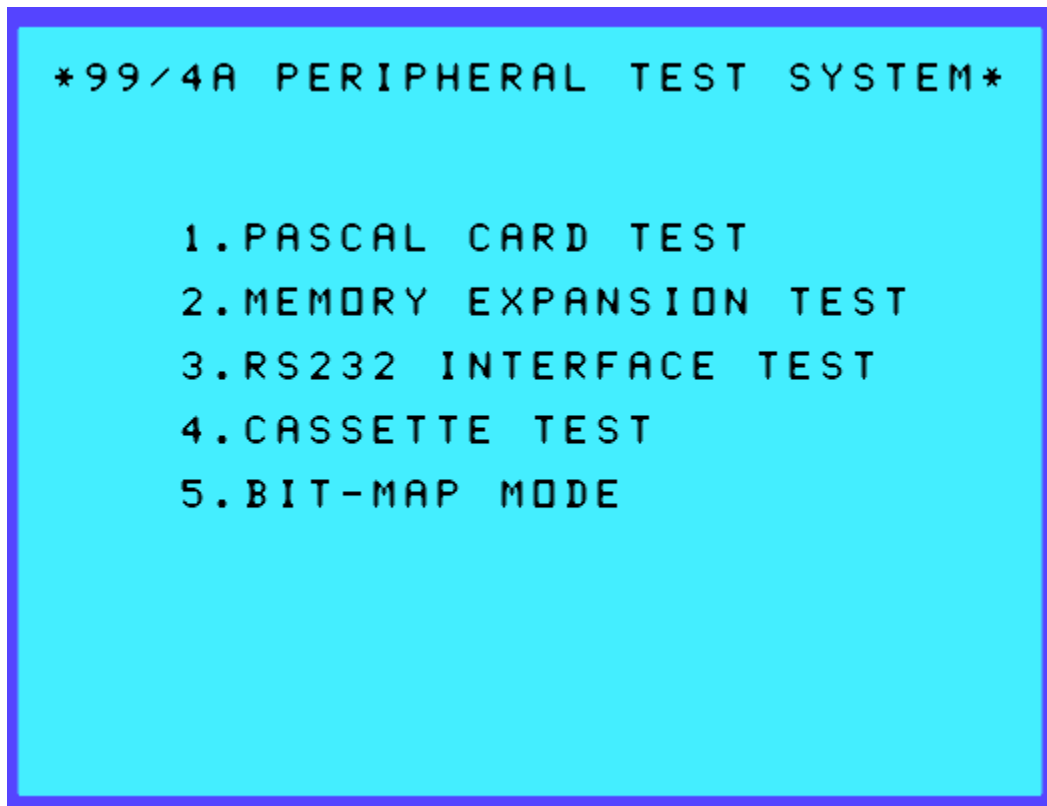 *99/4A PERIPHERAL TEST SYSTEM*
1.PASCAL CARD TEST
2.MEMORY EXPANSION TEST
3.RS232 INTERFACE TEST
4.CASSETTE TEST
5.BIT-MAP MODE